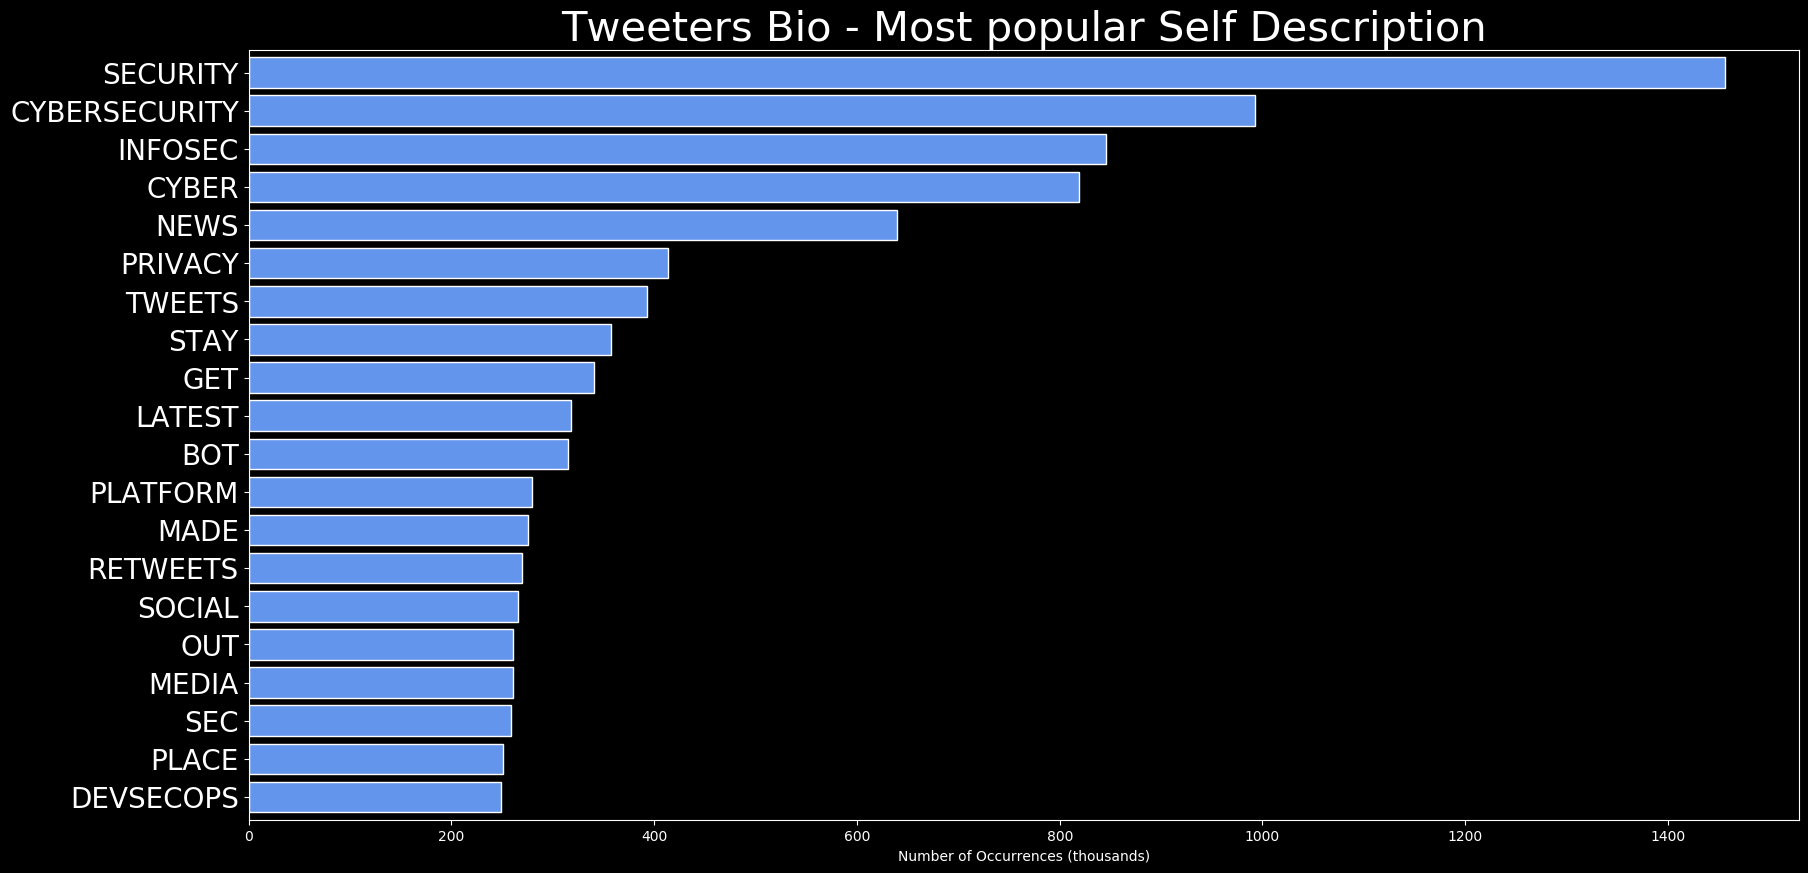 Tweeters Bio - Most popular Self Description
SECURITY
CYBERSECURITY
INFOSEC
CYBER
NEWS
PRIVACY
TWEETS
STAY
GET
LATEST
BOT
PLATFORM
MADE
RETWEETS
SOCIAL
OUT
MEDIA
SEC
PLACE
DEVSECOPS
0 200 400 600 800 1000 1200 1400
Number of Occurrences (thousands)